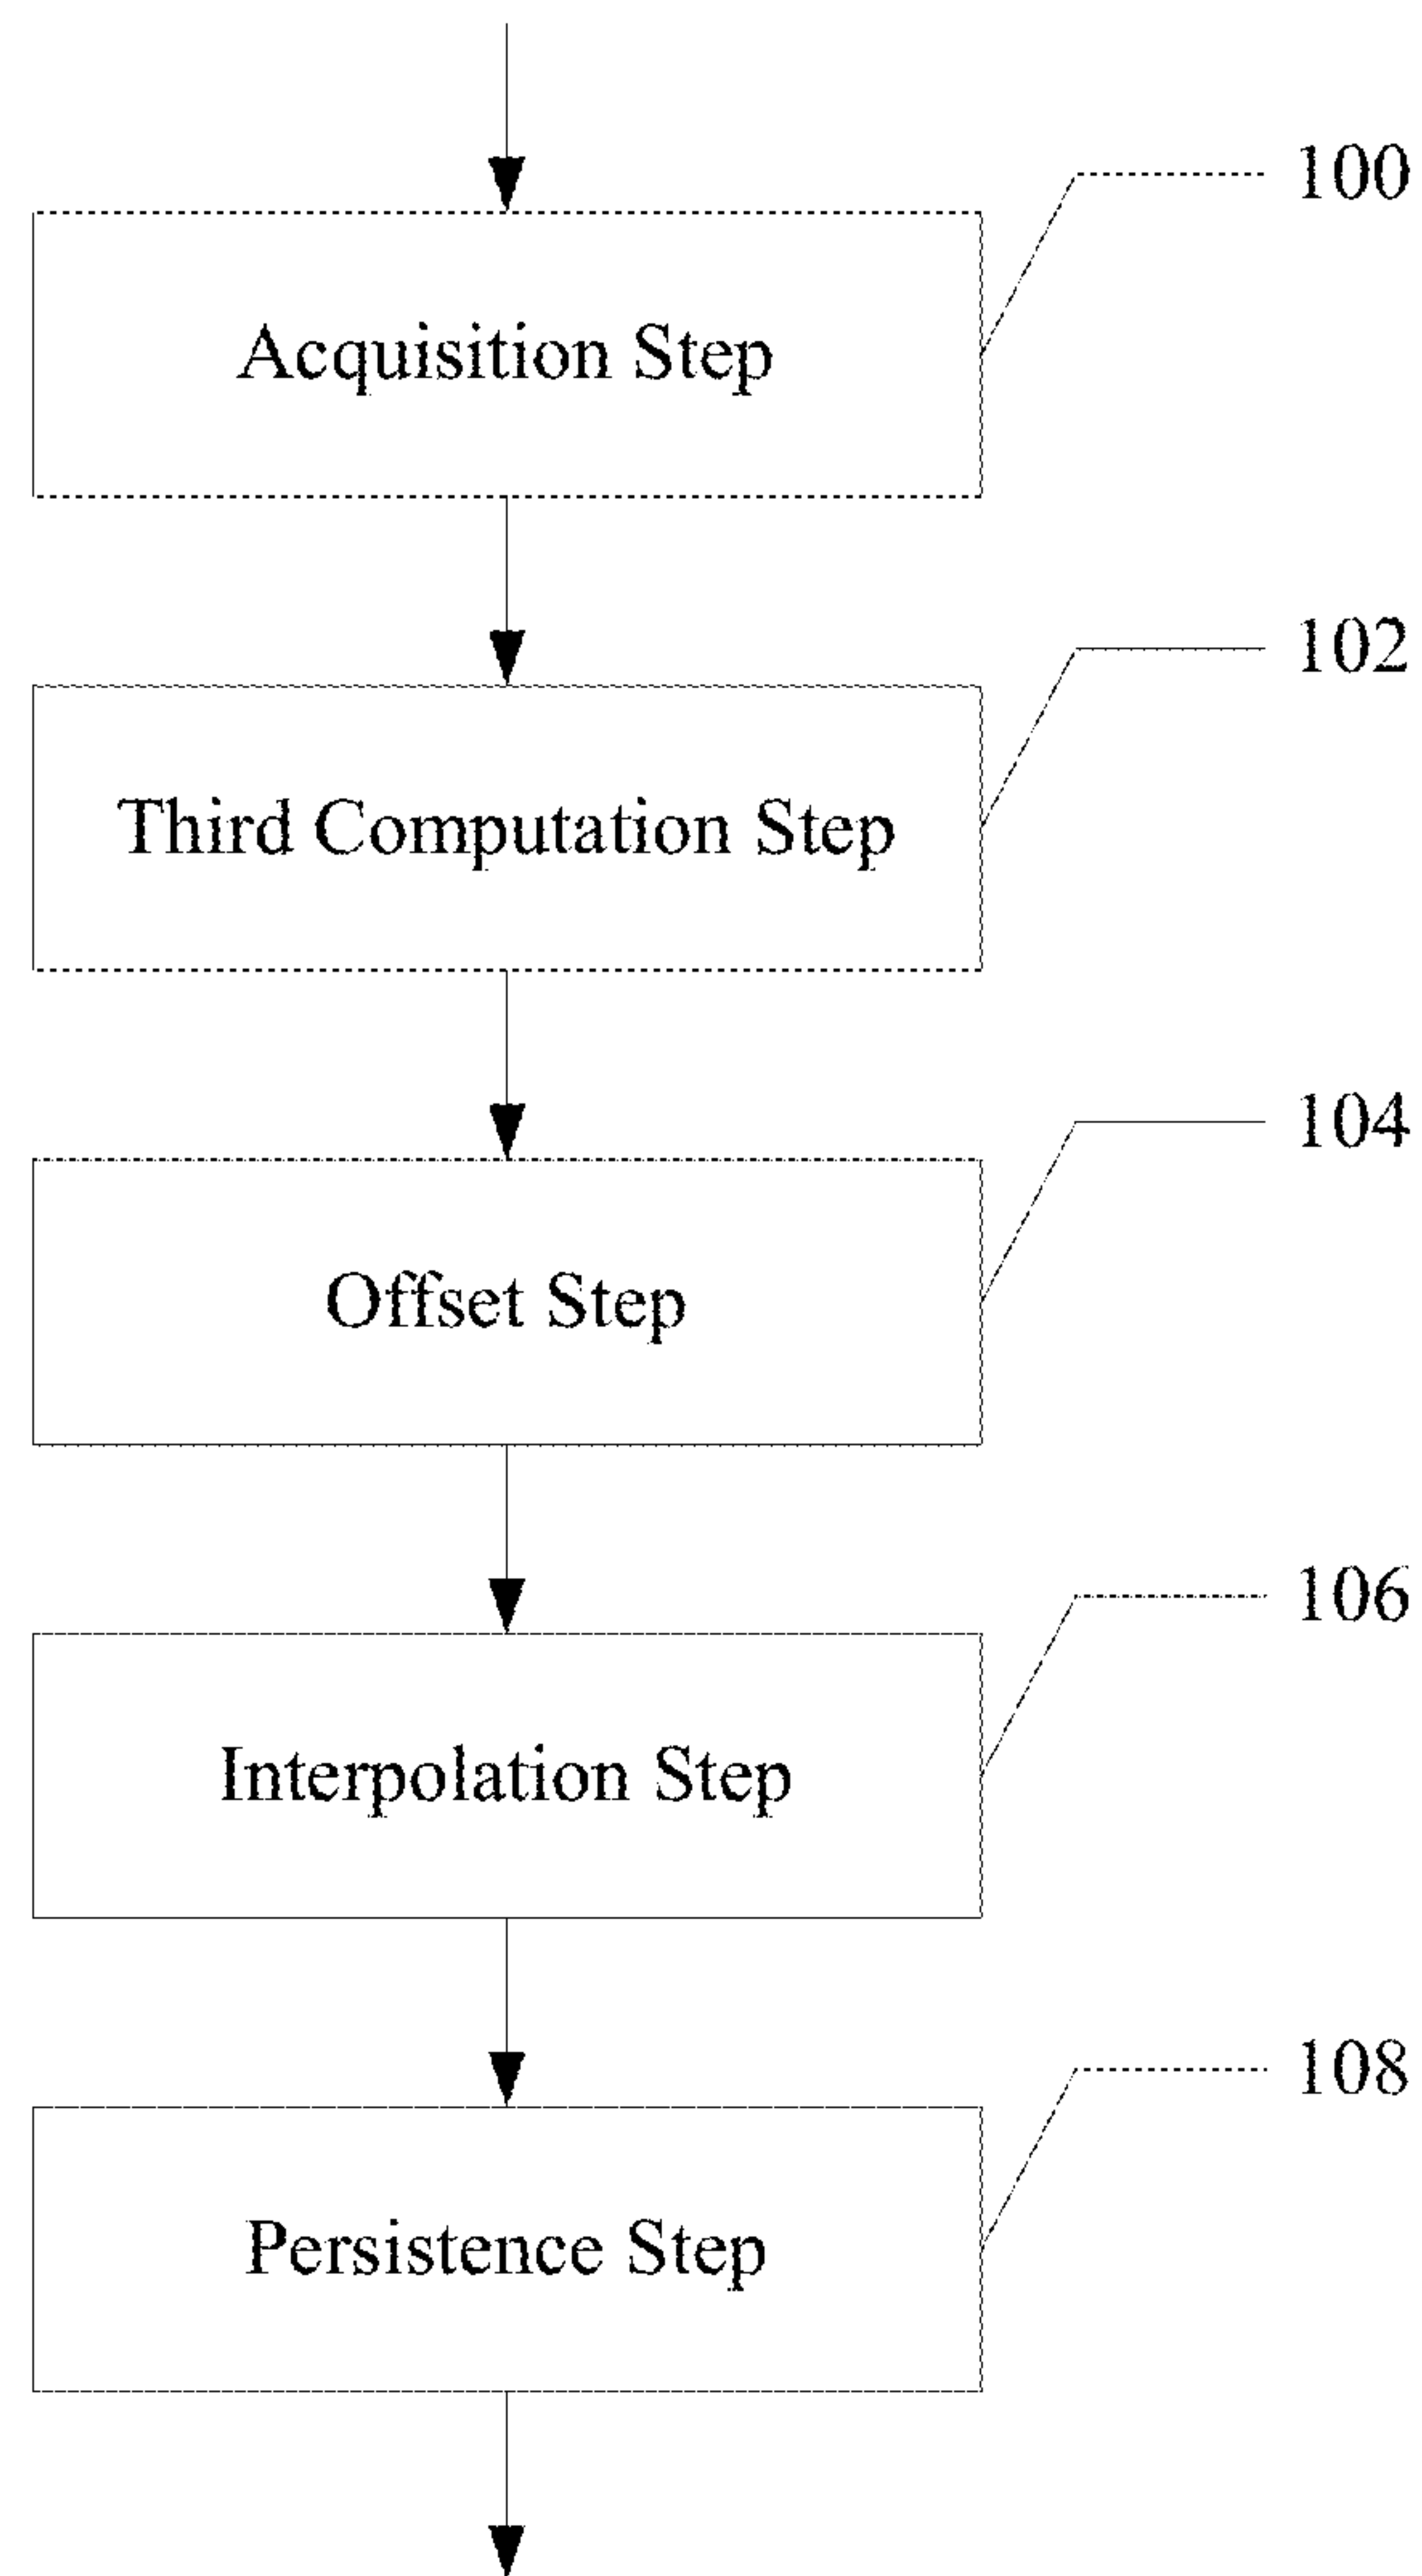 100
Acquisition Step
102
Third Computation Step
104
Offset Step
106
Interpolation Step
108
Persistence Step